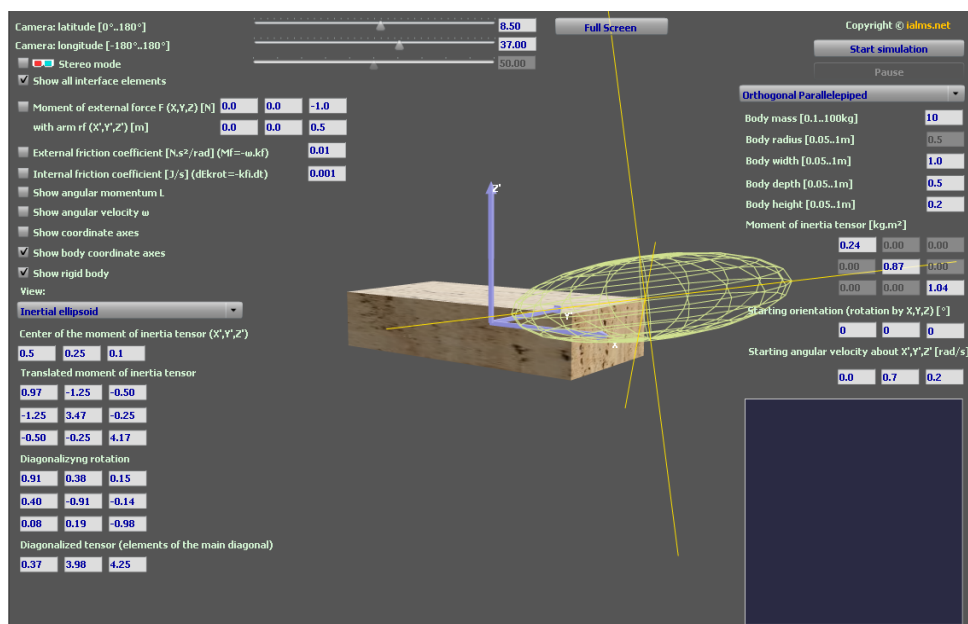 Camera: latitude [0°..180°] 8.50
Full Screen
Copyright © ialms.net
Camera: longitude [-180°..180°] 37.00
Start simulation
Stereo mode 50.00
Pause
Show all interface elements
Orthogonal Parallelepiped
Moment of external force F (X,Y,Z) [N] 0.0 0.0 -1.0
Body mass [0.1..100kg] 10
with arm rf (X',Y',Z') [m] 0.0 0.0 0.5
Body radius [0.05..1m] 0.5
External friction coefficient [N.s²/rad] (Mf=-ω.kf) 0.01
Body width [0.05..1m] 1.0
Internal friction coefficient [J/s] (dEkrot=-kfi.dt) 0.001
Body depth [0.05..1m] 0.5
Show angular momentum L
Body height [0.05..1m] 0.2
Show angular velocity ω
Moment of inertia tensor [kg.m²]
Show coordinate axes
0.24 0.00 0.00
Show body coordinate axes
0.00 0.87 0.00
Show rigid body
0.00 0.00 1.04
View:
Inertial ellipsoid
Starting orientation (rotation by X,Y,Z) [°]
0 0 0
Center of the moment of inertia tensor (X',Y',Z')
0.5 0.25 0.1
Starting angular velocity about X',Y',Z' [rad/s]
0.0 0.7 0.2
Translated moment of inertia tensor
0.97 -1.25 -0.50
-1.25 3.47 -0.25
-0.50 -0.25 4.17
Diagonalizyng rotation
0.91 0.38 0.15
0.40 -0.91 -0.14
0.08 0.19 -0.98
Diagonalized tensor (elements of the main diagonal)
0.37 3.98 4.25
Z'